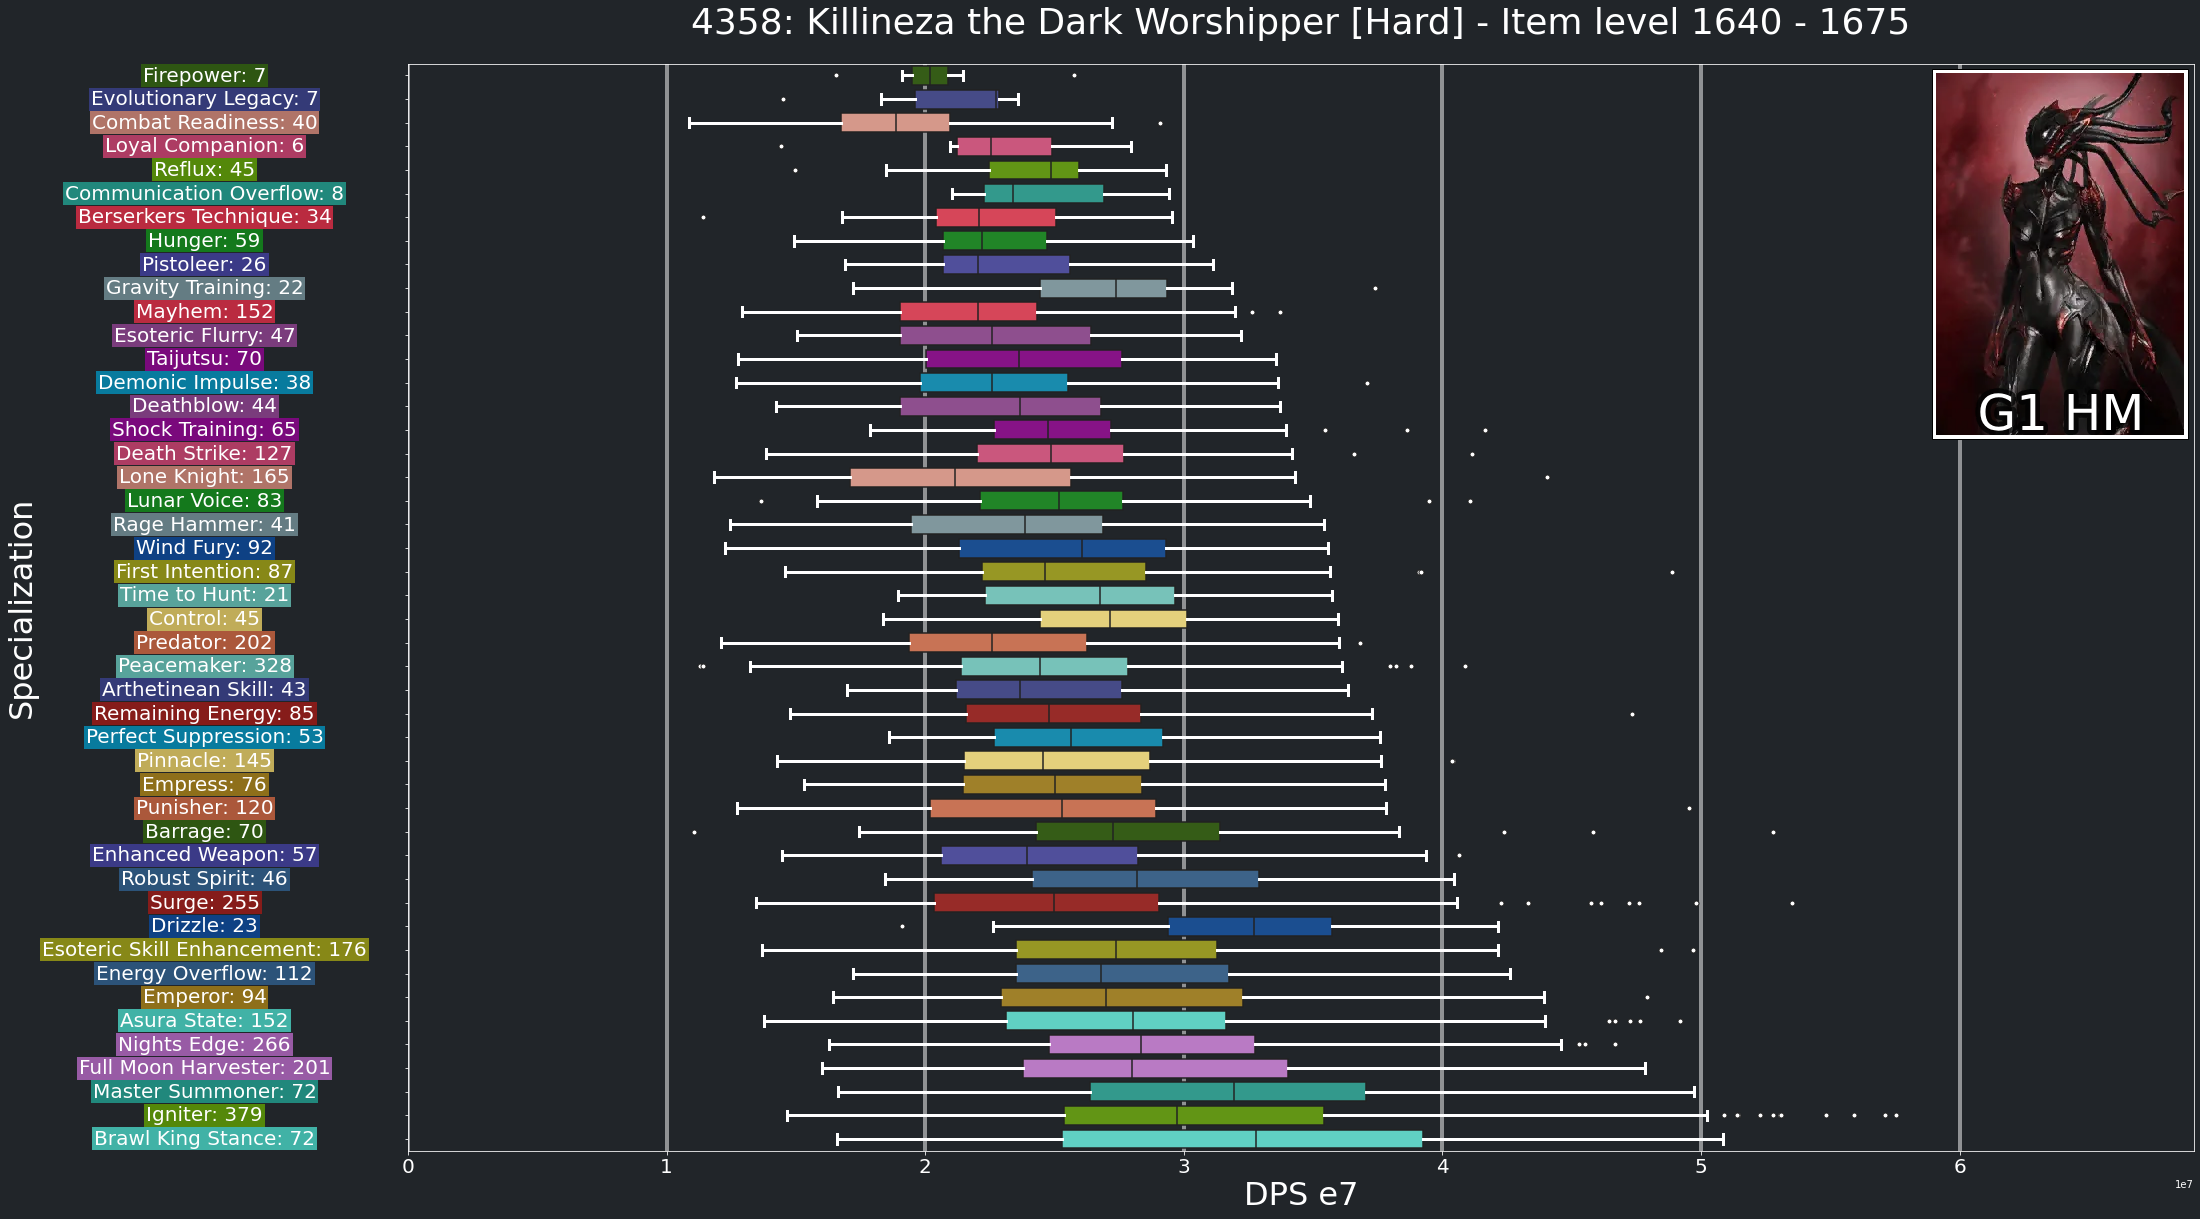 4358: Killineza the Dark Worshipper [Hard] - Item level 1640 - 1675
Specialization
Firepower: 7
Evolutionary Legacy: 7
Combat Readiness: 40
Loyal Companion: 6
Reflux: 45
Communication Overflow: 8
Berserkers Technique: 34
Hunger: 59
Pistoleer: 26
Gravity Training: 22
Mayhem: 152
Esoteric Flurry: 47
Taijutsu: 70
Demonic Impulse: 38
Deathblow: 44
Shock Training: 65
Death Strike: 127
Lone Knight: 165
Lunar Voice: 83
Rage Hammer: 41
Wind Fury: 92
First Intention: 87
Time to Hunt: 21
Control: 45
Predator: 202
Peacemaker: 328
Arthetinean Skill: 43
Remaining Energy: 85
Perfect Suppression: 53
Pinnacle: 145
Empress: 76
Punisher: 120
Barrage: 70
Enhanced Weapon: 57
Robust Spirit: 46
Surge: 255
Drizzle: 23
Esoteric Skill Enhancement: 176
Energy Overflow: 112
Emperor: 94
Asura State: 152
Nights Edge: 266
Full Moon Harvester: 201
Master Summoner: 72
Igniter: 379
Brawl King Stance: 72
G1 HM
0 1 2 3 4 5 6
DPS e7
1e7